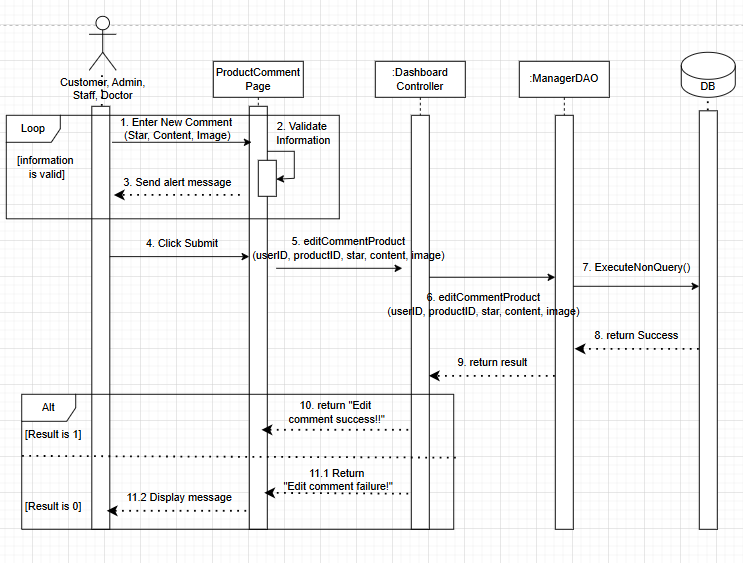 Customer, Admin,
Staff, Doctor
ProductComment
Page
:Dashboard
Controller
:ManagerDAO
DB
Loop
[information
is valid]
1. Enter New Comment
(Star, Content, Image)
2. Validate
Information
3. Send alert message
4. Click Submit
5. editCommentProduct
(userID, productID, star, content, image)
6. editCommentProduct
(userID, productID, star, content, image)
7. ExecuteNonQuery()
8. return Success
9. return result
Alt
[Result is 1]
10. return "Edit
comment success!!"
11.1 Return
"Edit comment failure!"
[Result is 0]
11.2 Display message